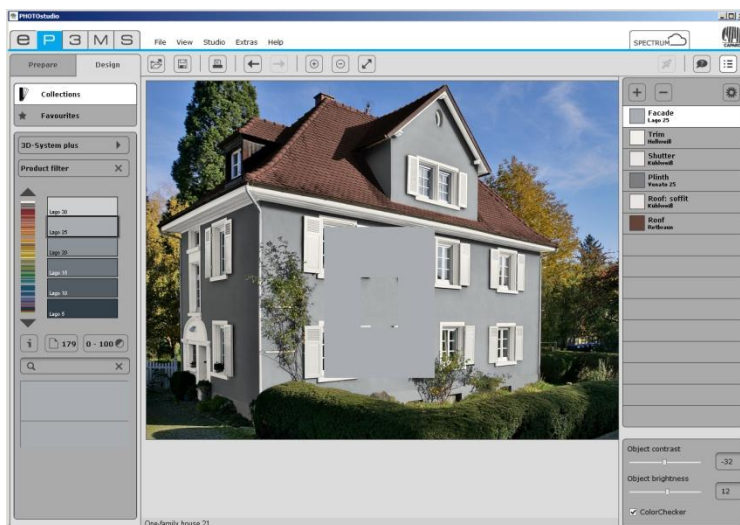 PHOTOstudio
e P 3 M S
File View Studio Extras Help
SPECTRUM
CAPAROL
Prepare Design
Collections
Favourites
3D-System plus
Product filter X
Lago 30
Lago 25
Lago 20
Lago 15
Lago 10
Lago 5
i 179 0 - 100
Facade
Lago 25
Trim
Hellweiß
Shutter
Kühlweiß
Plinth
Venato 25
Roof: soffit
Kühlweiß
Roof
Rotbraun
Object contrast
-32
Object brightness
12
ColorChecker
One-family house 21